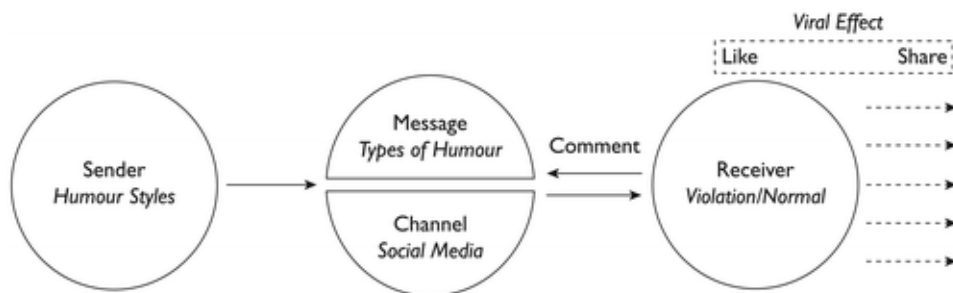 Viral Effect
Like Share
Message
Types of Humour
Comment
Sender
Humour Styles
Receiver
Violation/Normal
Channel
Social Media